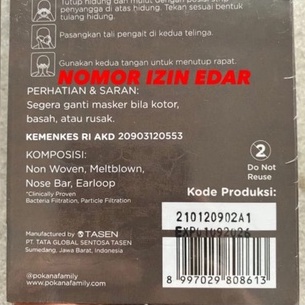 Tutup hidung dan mulut dengan posisi
penyangga di atas hidung. Tekan sesuai bentuk
tulang hidung.
Pasangkan tali pengait di kedua telinga.
Gunakan kedua tangan untuk menutup rapat.
NOMOR IZIN EDAR
PERHATIAN & SARAN:
Segera ganti masker bila kotor,
basah, atau rusak.
KEMENKES RI AKD 20903120553
KOMPOSISI:
Non Woven, Meltblown,
Nose Bar, Earloop
*Clinically Proven
Bacteria Filtration, Particle Filtration
2
Do Not
Reuse
Kode Produksi:
210120902A1
Manufactured by TASEN
PT. TATA GLOBAL SENTOSA TASEN
Sumedang, Jawa Barat, Indonesia
8 997029 808613
@pokanafamily
www.pokanafamily.com